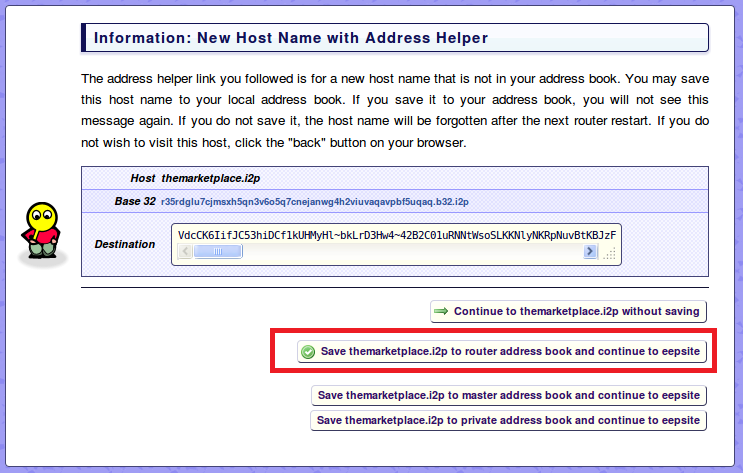 Information: New Host Name with Address Helper
The address helper link you followed is for a new host name that is not in your address book. You may save
this host name to your local address book. If you save it to your address book, you will not see this
message again. If you do not save it, the host name will be forgotten after the next router restart. If you do
not wish to visit this host, click the "back" button on your browser.
Host themarketplace.i2p
Base 32 r35rdglu7cjmsxh5qn3v6o5q7cnejanwg4h2viuvaqavpbf5uqaq.b32.i2p
Destination VdcCK6IifJC53hiDCf1kUHMyHl~bkLrD3Hw4~42B2C01uRNNtWsoSLKKNlyNKRpNuvBtKBJzF
Continue to themarketplace.i2p without saving
Save themarketplace.i2p to router address book and continue to eepsite
Save themarketplace.i2p to master address book and continue to eepsite
Save themarketplace.i2p to private address book and continue to eepsite